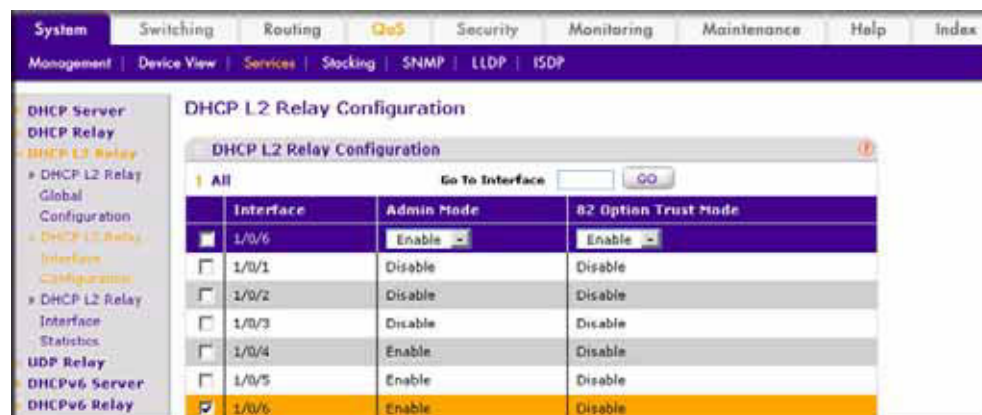 System Switching Routing QoS Security Monitoring Maintenance Help Index
Management | Device View | Services | Stacking | SNMP | LLDP | ISDP
DHCP Server
DHCP Relay
DHCP L2 Relay
DHCP L2 Relay
Global
Configuration
DHCP L2 Relay
Interface
Configuration
DHCP L2 Relay
Interface
Statistics
UDP Relay
DHCPv6 Server
DHCPv6 Relay
DHCP L2 Relay Configuration
DHCP L2 Relay Configuration
1 All Go To Interface GO
Interface Admin Mode 82 Option Trust Mode
1/0/6 Enable Enable
1/0/1 Disable Disable
1/0/2 Disable Disable
1/0/3 Disable Disable
1/0/4 Enable Disable
1/0/5 Enable Disable
1/0/6 Enable Disable